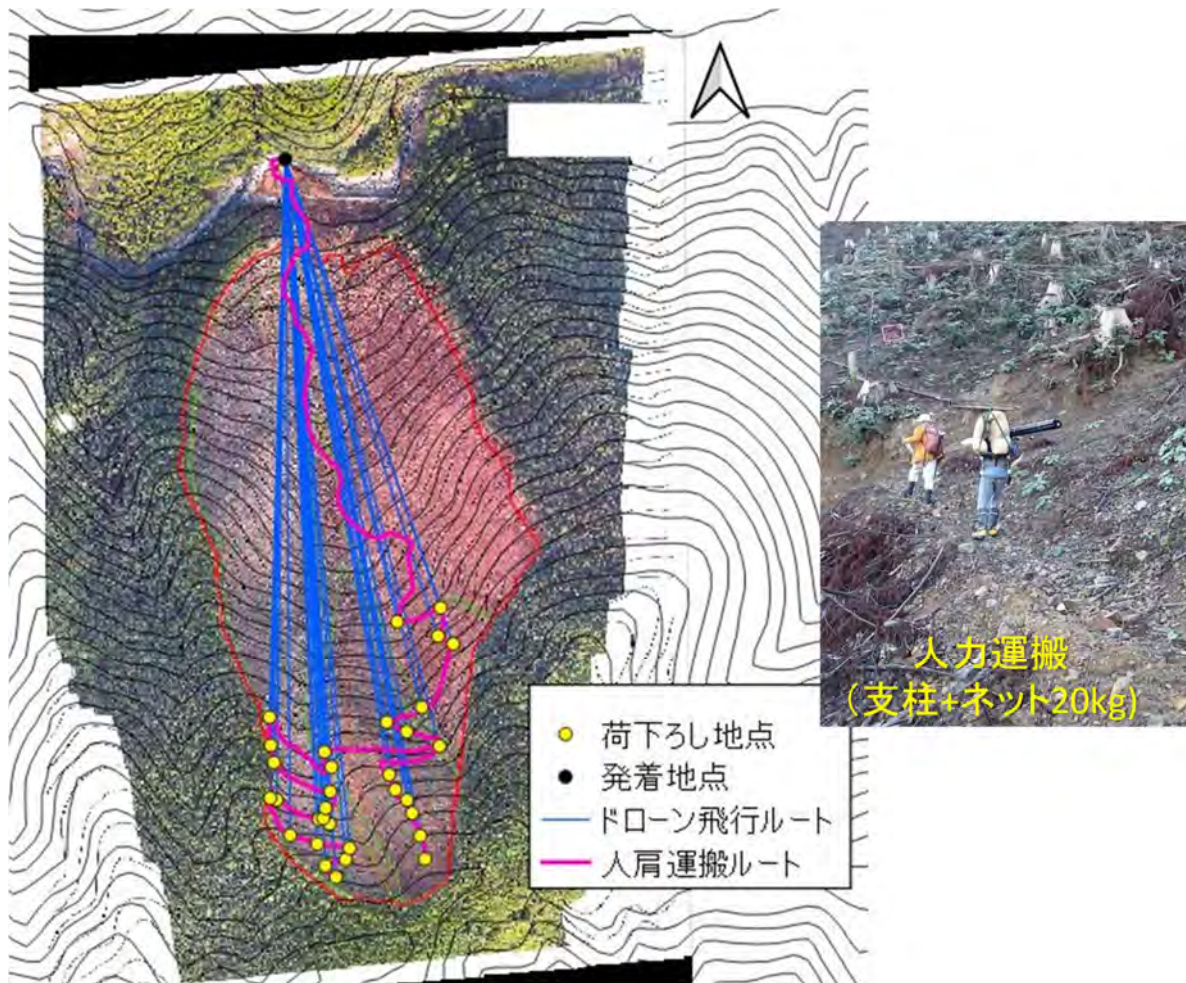 荷下ろし地点
発着地点
ドローン飛行ルート
人肩運搬ルート
人力運搬
(支柱+ネット20kg)